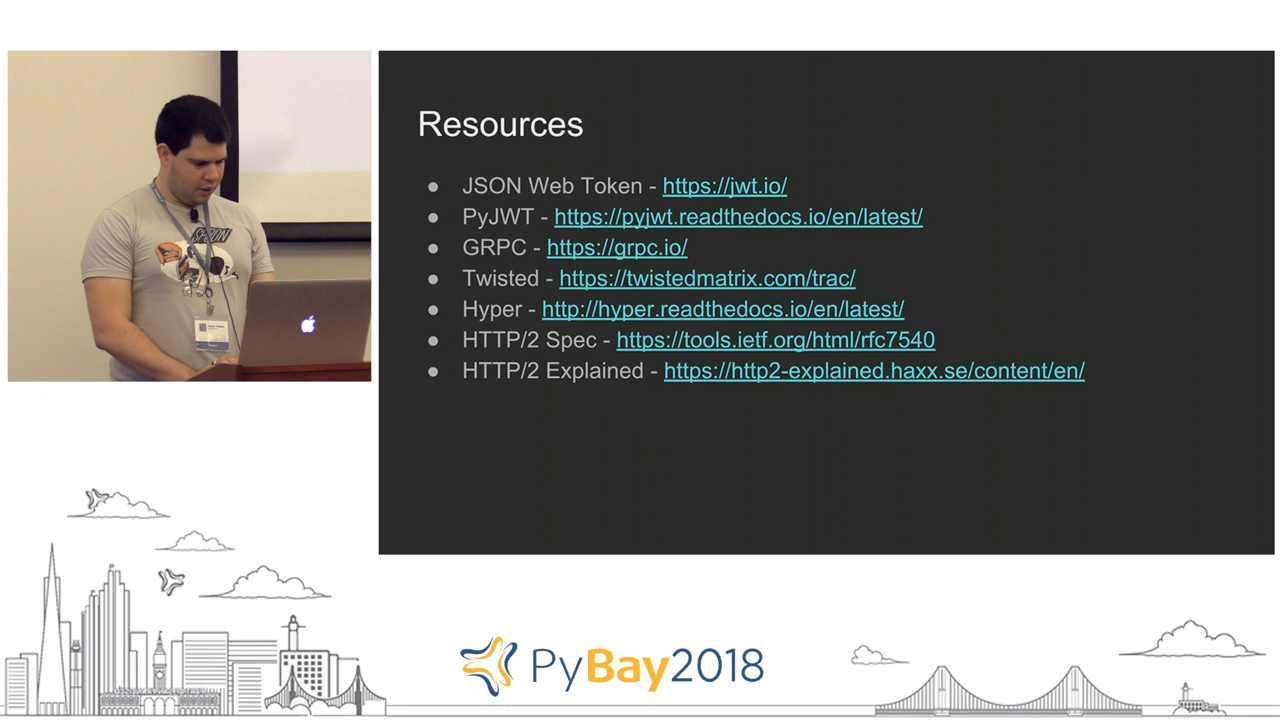 Resources
● JSON Web Token - https://jwt.io/
● PyJWT - https://pyjwt.readthedocs.io/en/latest/
● GRPC - https://grpc.io/
● Twisted - https://twistedmatrix.com/trac/
● Hyper - http://hyper.readthedocs.io/en/latest/
● HTTP/2 Spec - https://tools.ietf.org/html/rfc7540
● HTTP/2 Explained - https://http2-explained.haxx.se/content/en/
PyBay2018